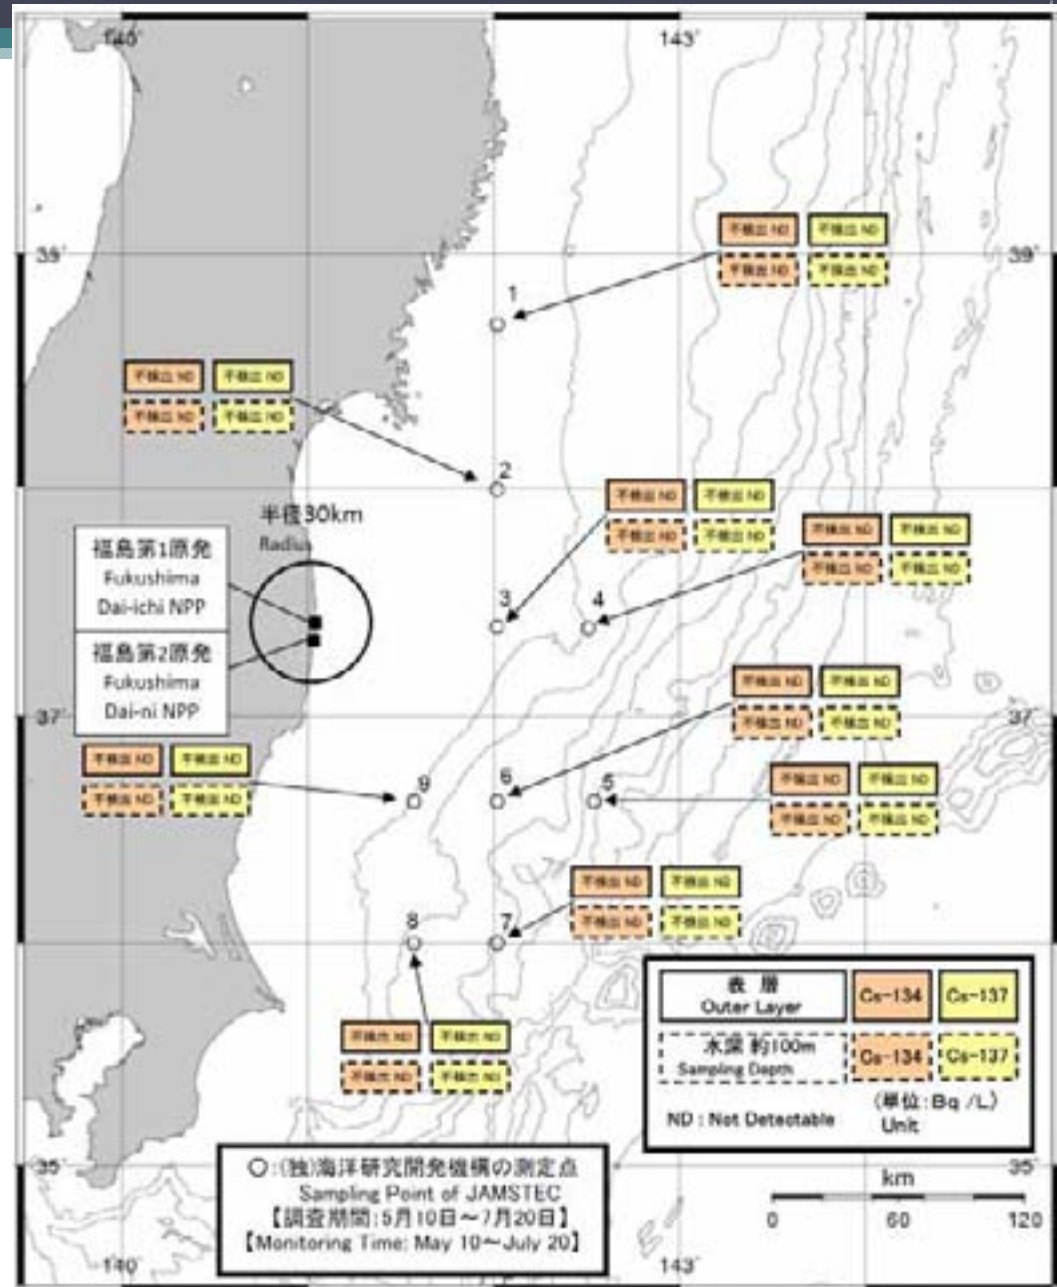 140°
143°
39°
39°
不検出 ND
不検出 ND
不検出 ND
不検出 ND
1
不検出 ND
不検出 ND
不検出 ND
不検出 ND
2
半径30km
Radius
不検出 ND
不検出 ND
不検出 ND
不検出 ND
不検出 ND
不検出 ND
不検出 ND
不検出 ND
福島第1原発
Fukushima
Dai-ichi NPP
3
4
福島第2原発
Fukushima
Dai-ni NPP
不検出 ND
不検出 ND
不検出 ND
不検出 ND
37°
37°
不検出 ND
不検出 ND
不検出 ND
不検出 ND
9
6
5
不検出 ND
不検出 ND
不検出 ND
不検出 ND
不検出 ND
不検出 ND
不検出 ND
不検出 ND
8
7
不検出 ND
不検出 ND
不検出 ND
不検出 ND
表 層
Outer Layer
Cs-134
Cs-137
水深 約100m
Sampling Depth
Cs-134
Cs-137
ND : Not Detectable
(単位:Bq /L)
Unit
35°
35°
○:(独)海洋研究開発機構の測定点
Sampling Point of JAMSTEC
【調査期間:5月10日～7月20日】
【Monitoring Time: May 10～July 20】
km
0
60
120
140°
143°